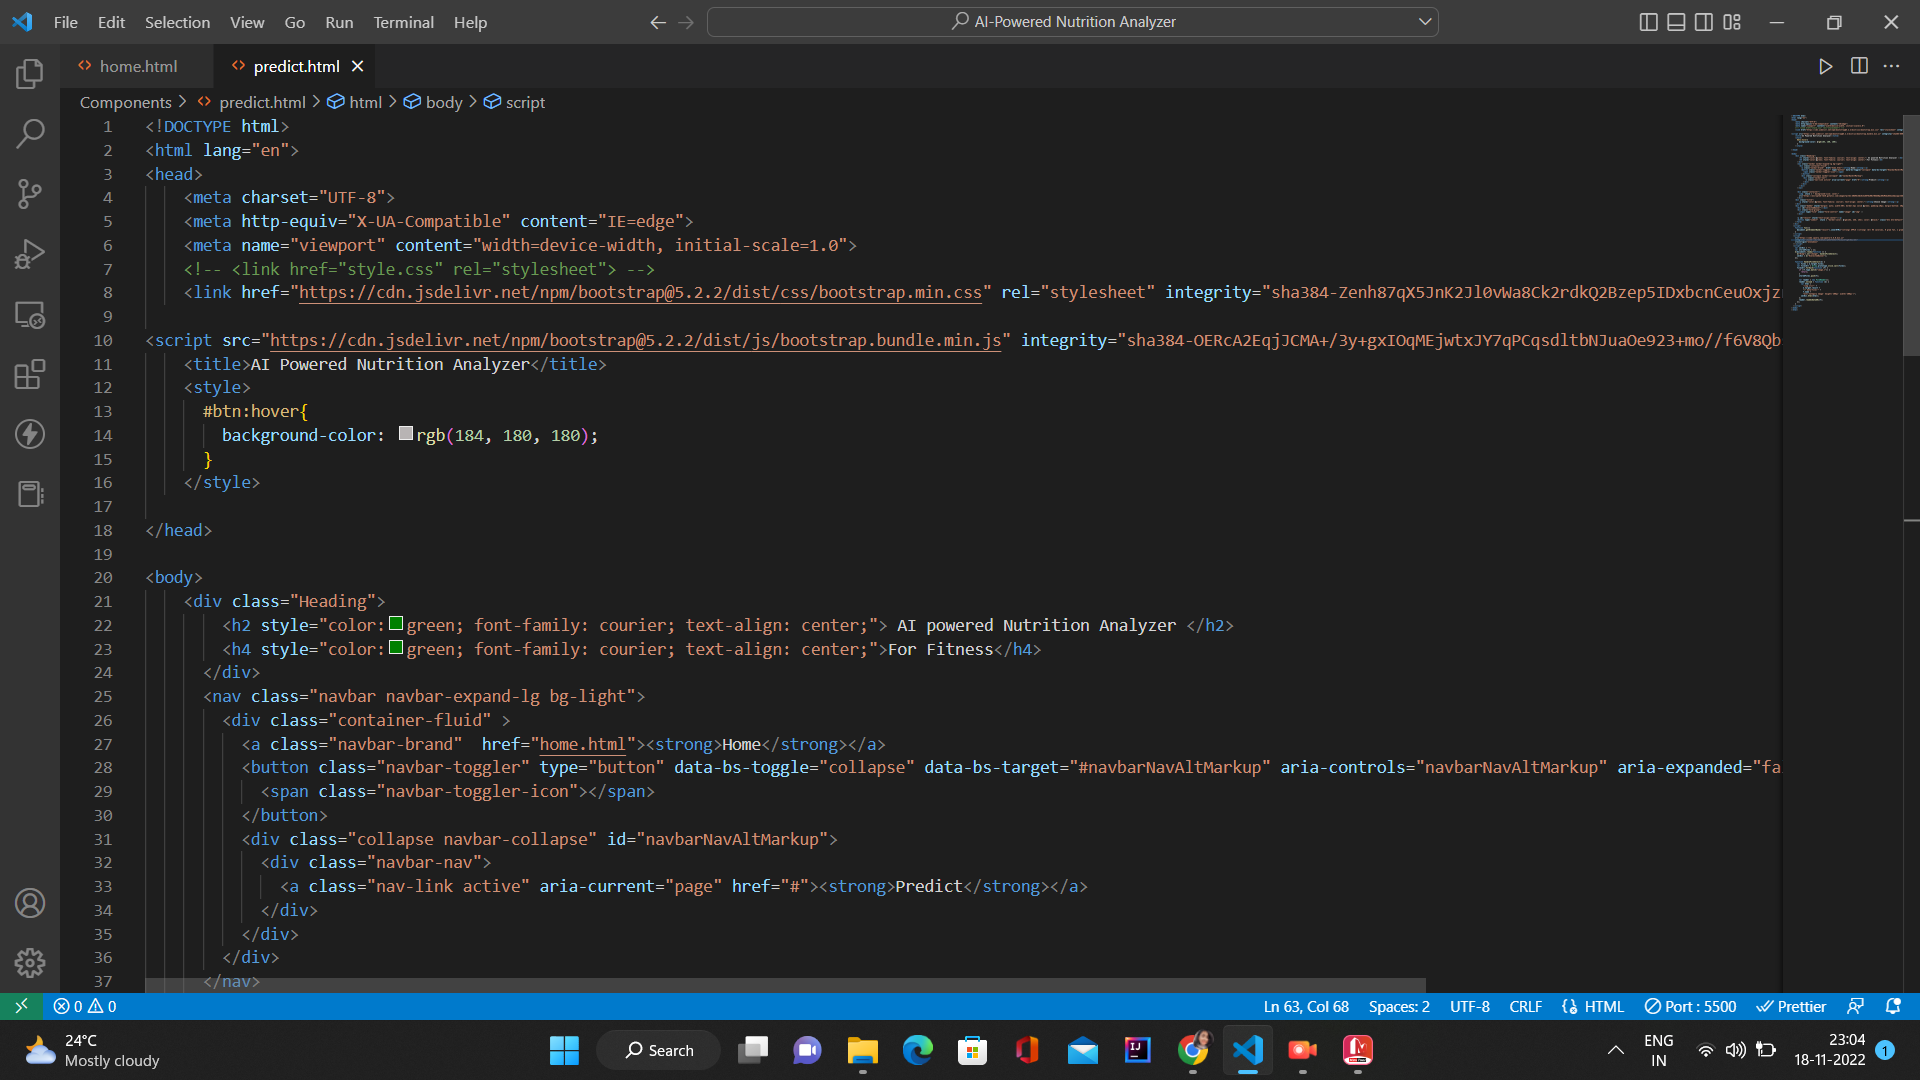 File Edit Selection View Go Run Terminal Help
AI-Powered Nutrition Analyzer
home.html
predict.html
Components > predict.html > html > body > script
1 <!DOCTYPE html>
2 <html lang="en">
3 <head>
4 <meta charset="UTF-8">
5 <meta http-equiv="X-UA-Compatible" content="IE=edge">
6 <meta name="viewport" content="width=device-width, initial-scale=1.0">
7 <!-- <link href="style.css" rel="stylesheet"> -->
8 <link href="https://cdn.jsdelivr.net/npm/bootstrap@5.2.2/dist/css/bootstrap.min.css" rel="stylesheet" integrity="sha384-Zenh87qX5JnK2Jl0vWa8Ck2rdkQ2Bzep5IDxbcnCeuOxjzr
9
10 <script src="https://cdn.jsdelivr.net/npm/bootstrap@5.2.2/dist/js/bootstrap.bundle.min.js" integrity="sha384-OERcA2EqjJCMA+/3y+gxIOqMEjwtxJY7qPCqsdltbNJuaOe923+mo//f6V8Qb
11 <title>AI Powered Nutrition Analyzer</title>
12 <style>
13 #btn:hover{
14 background-color: rgb(184, 180, 180);
15 }
16 </style>
17
18 </head>
19
20 <body>
21 <div class="Heading">
22 <h2 style="color:green; font-family: courier; text-align: center;"> AI powered Nutrition Analyzer </h2>
23 <h4 style="color:green; font-family: courier; text-align: center;">For Fitness</h4>
24 </div>
25 <nav class="navbar navbar-expand-lg bg-light">
26 <div class="container-fluid" >
27 <a class="navbar-brand"  href="home.html"><strong>Home</strong></a>
28 <button class="navbar-toggler" type="button" data-bs-toggle="collapse" data-bs-target="#navbarNavAltMarkup" aria-controls="navbarNavAltMarkup" aria-expanded="fa
29 <span class="navbar-toggler-icon"></span>
30 </button>
31 <div class="collapse navbar-collapse" id="navbarNavAltMarkup">
32 <div class="navbar-nav">
33 <a class="nav-link active" aria-current="page" href="#"><strong>Predict</strong></a>
34 </div>
35 </div>
36 </div>
37 </nav>
0 0
Ln 63, Col 68 Spaces: 2 UTF-8 CRLF HTML Port : 5500 Prettier
24°C
Mostly cloudy
Search
ENG
IN
23:04
18-11-2022
1